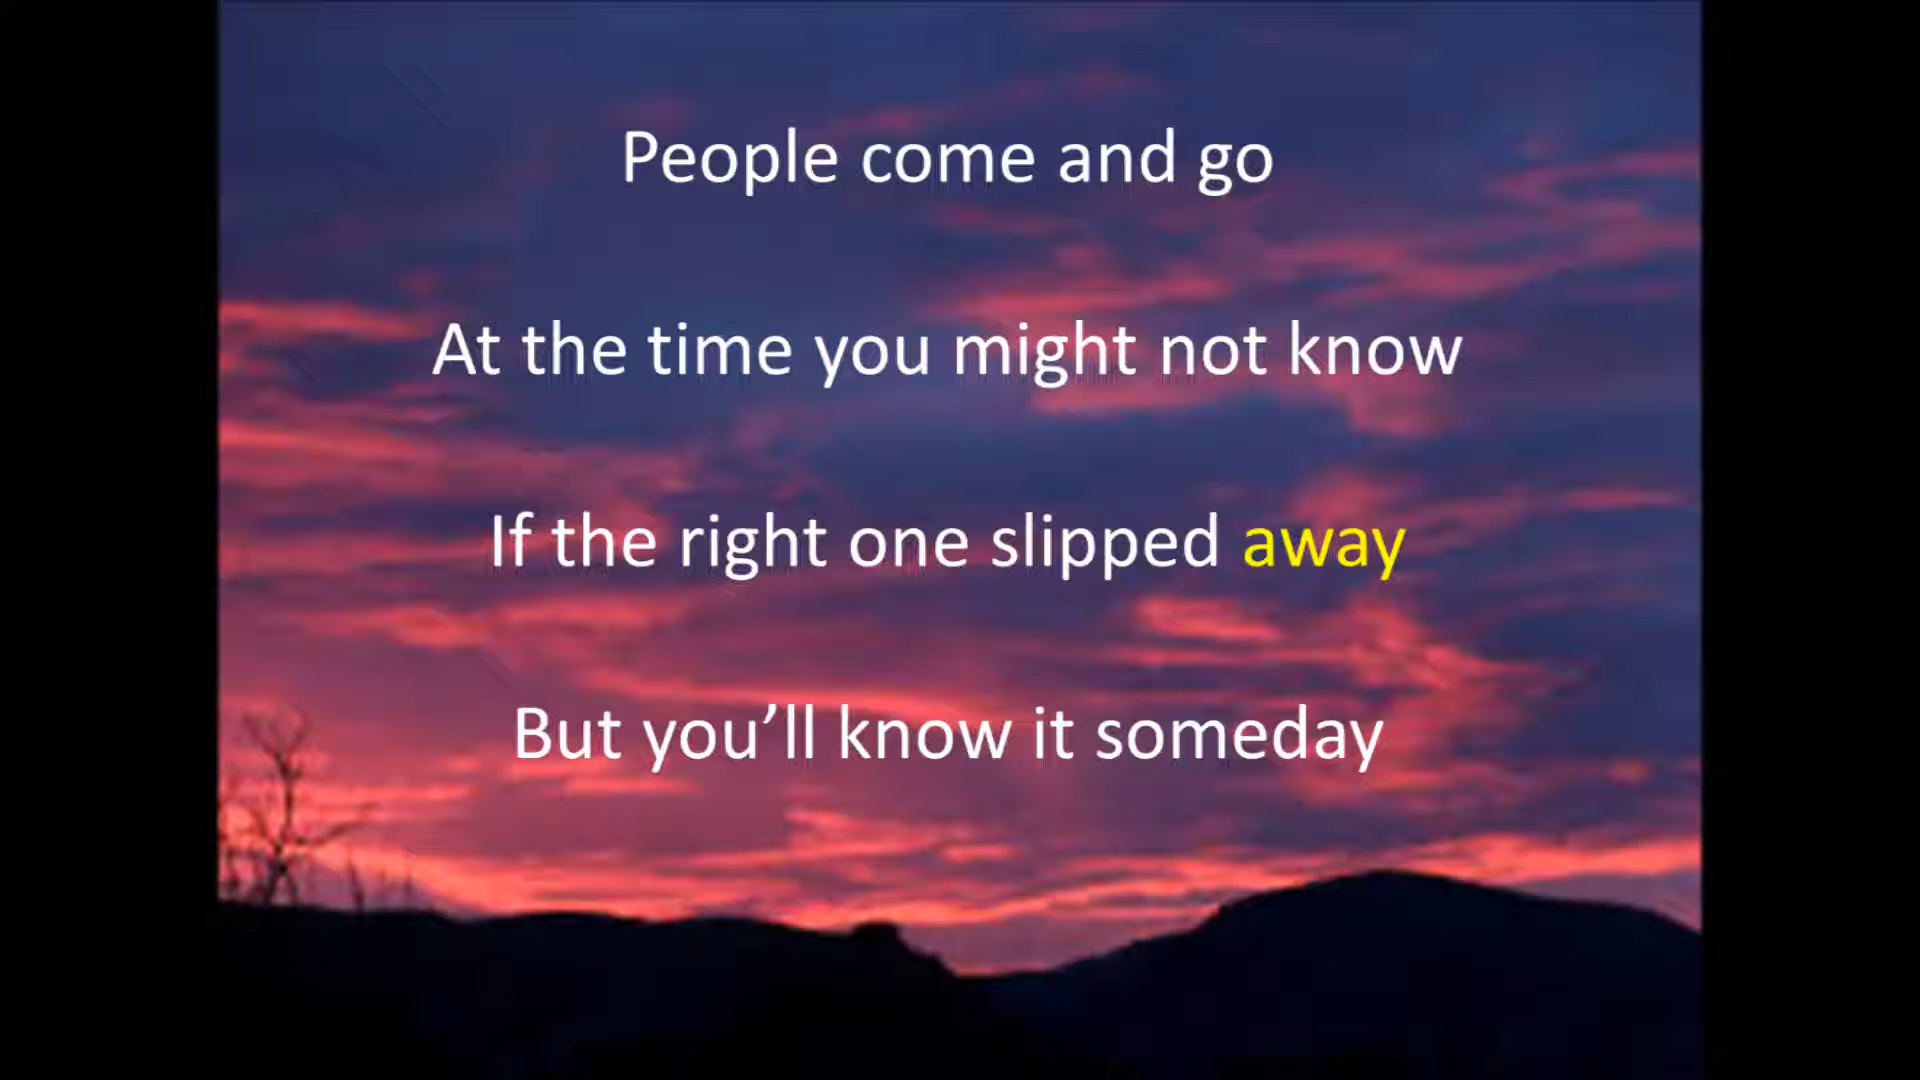 People come and go
At the time you might not know
If the right one slipped away
But you’ll know it someday